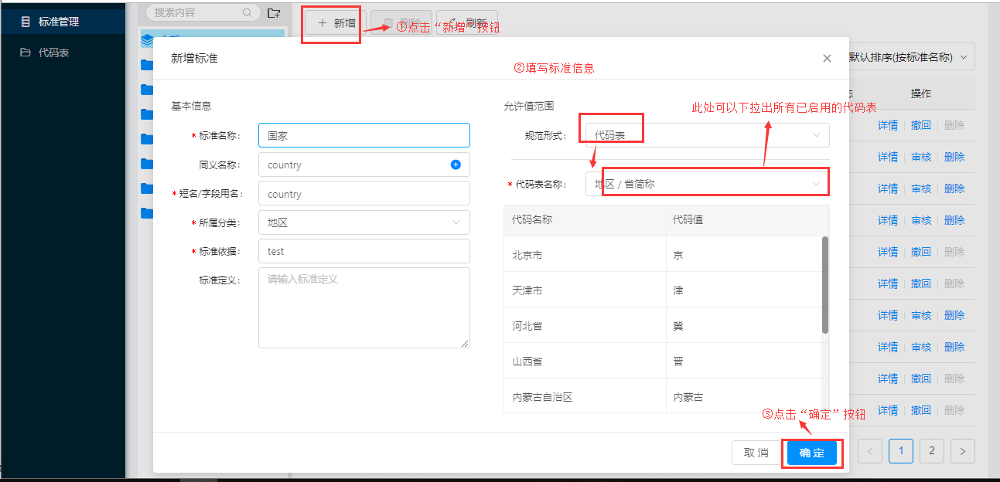 标准管理
代码表
搜索内容
新增
删除
刷新
①点击“新增”按钮
全部
新增标准
②填写标准信息
默认排序(按标准名称)
基本信息
允许值范围
此处可以下拉出所有已启用的代码表
态
操作
* 标准名称：
国家
规范形式：
代码表
同义名称：
country
* 短名/字段用名：
country
* 代码表名称：
地区 / 省简称
* 所属分类：
地区
代码名称
代码值
* 标准依据：
test
北京市
京
标准定义：
请输入标准定义
天津市
津
河北省
冀
山西省
晋
内蒙古自治区
内蒙古
详情
撤回
删除
详情
审核
删除
详情
审核
删除
详情
审核
删除
详情
撤回
删除
详情
撤回
删除
详情
审核
删除
详情
审核
删除
详情
撤回
删除
详情
撤回
删除
③点击“确定”按钮
取 消
确 定
<
1
2
>